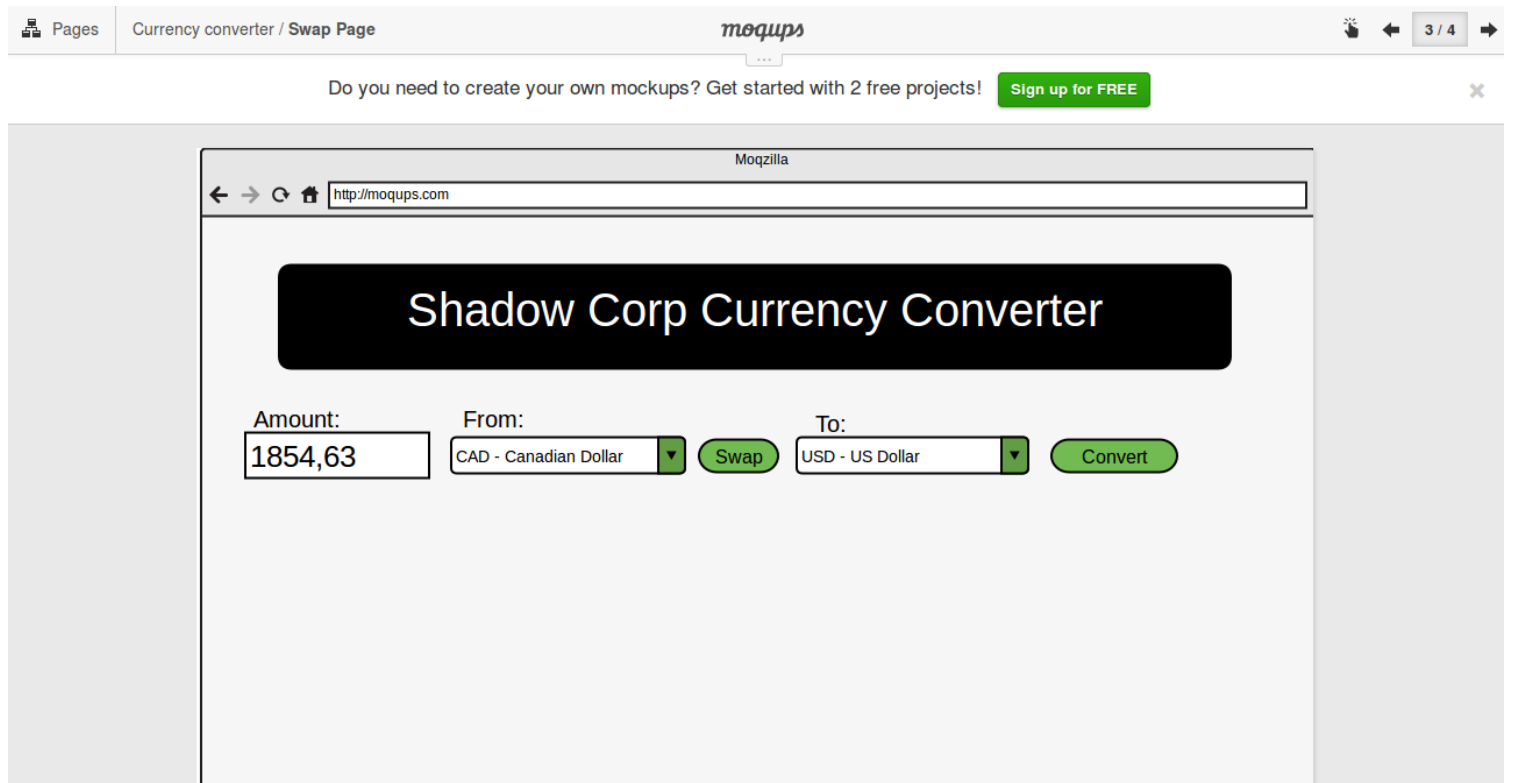 Pages
Currency converter / Swap Page
moqups
3 / 4
...
Do you need to create your own mockups? Get started with 2 free projects!
Sign up for FREE
Moqzilla
http://moqups.com
Shadow Corp Currency Converter
Amount:
From:
To:
1854,63
CAD - Canadian Dollar
Swap
USD - US Dollar
Convert